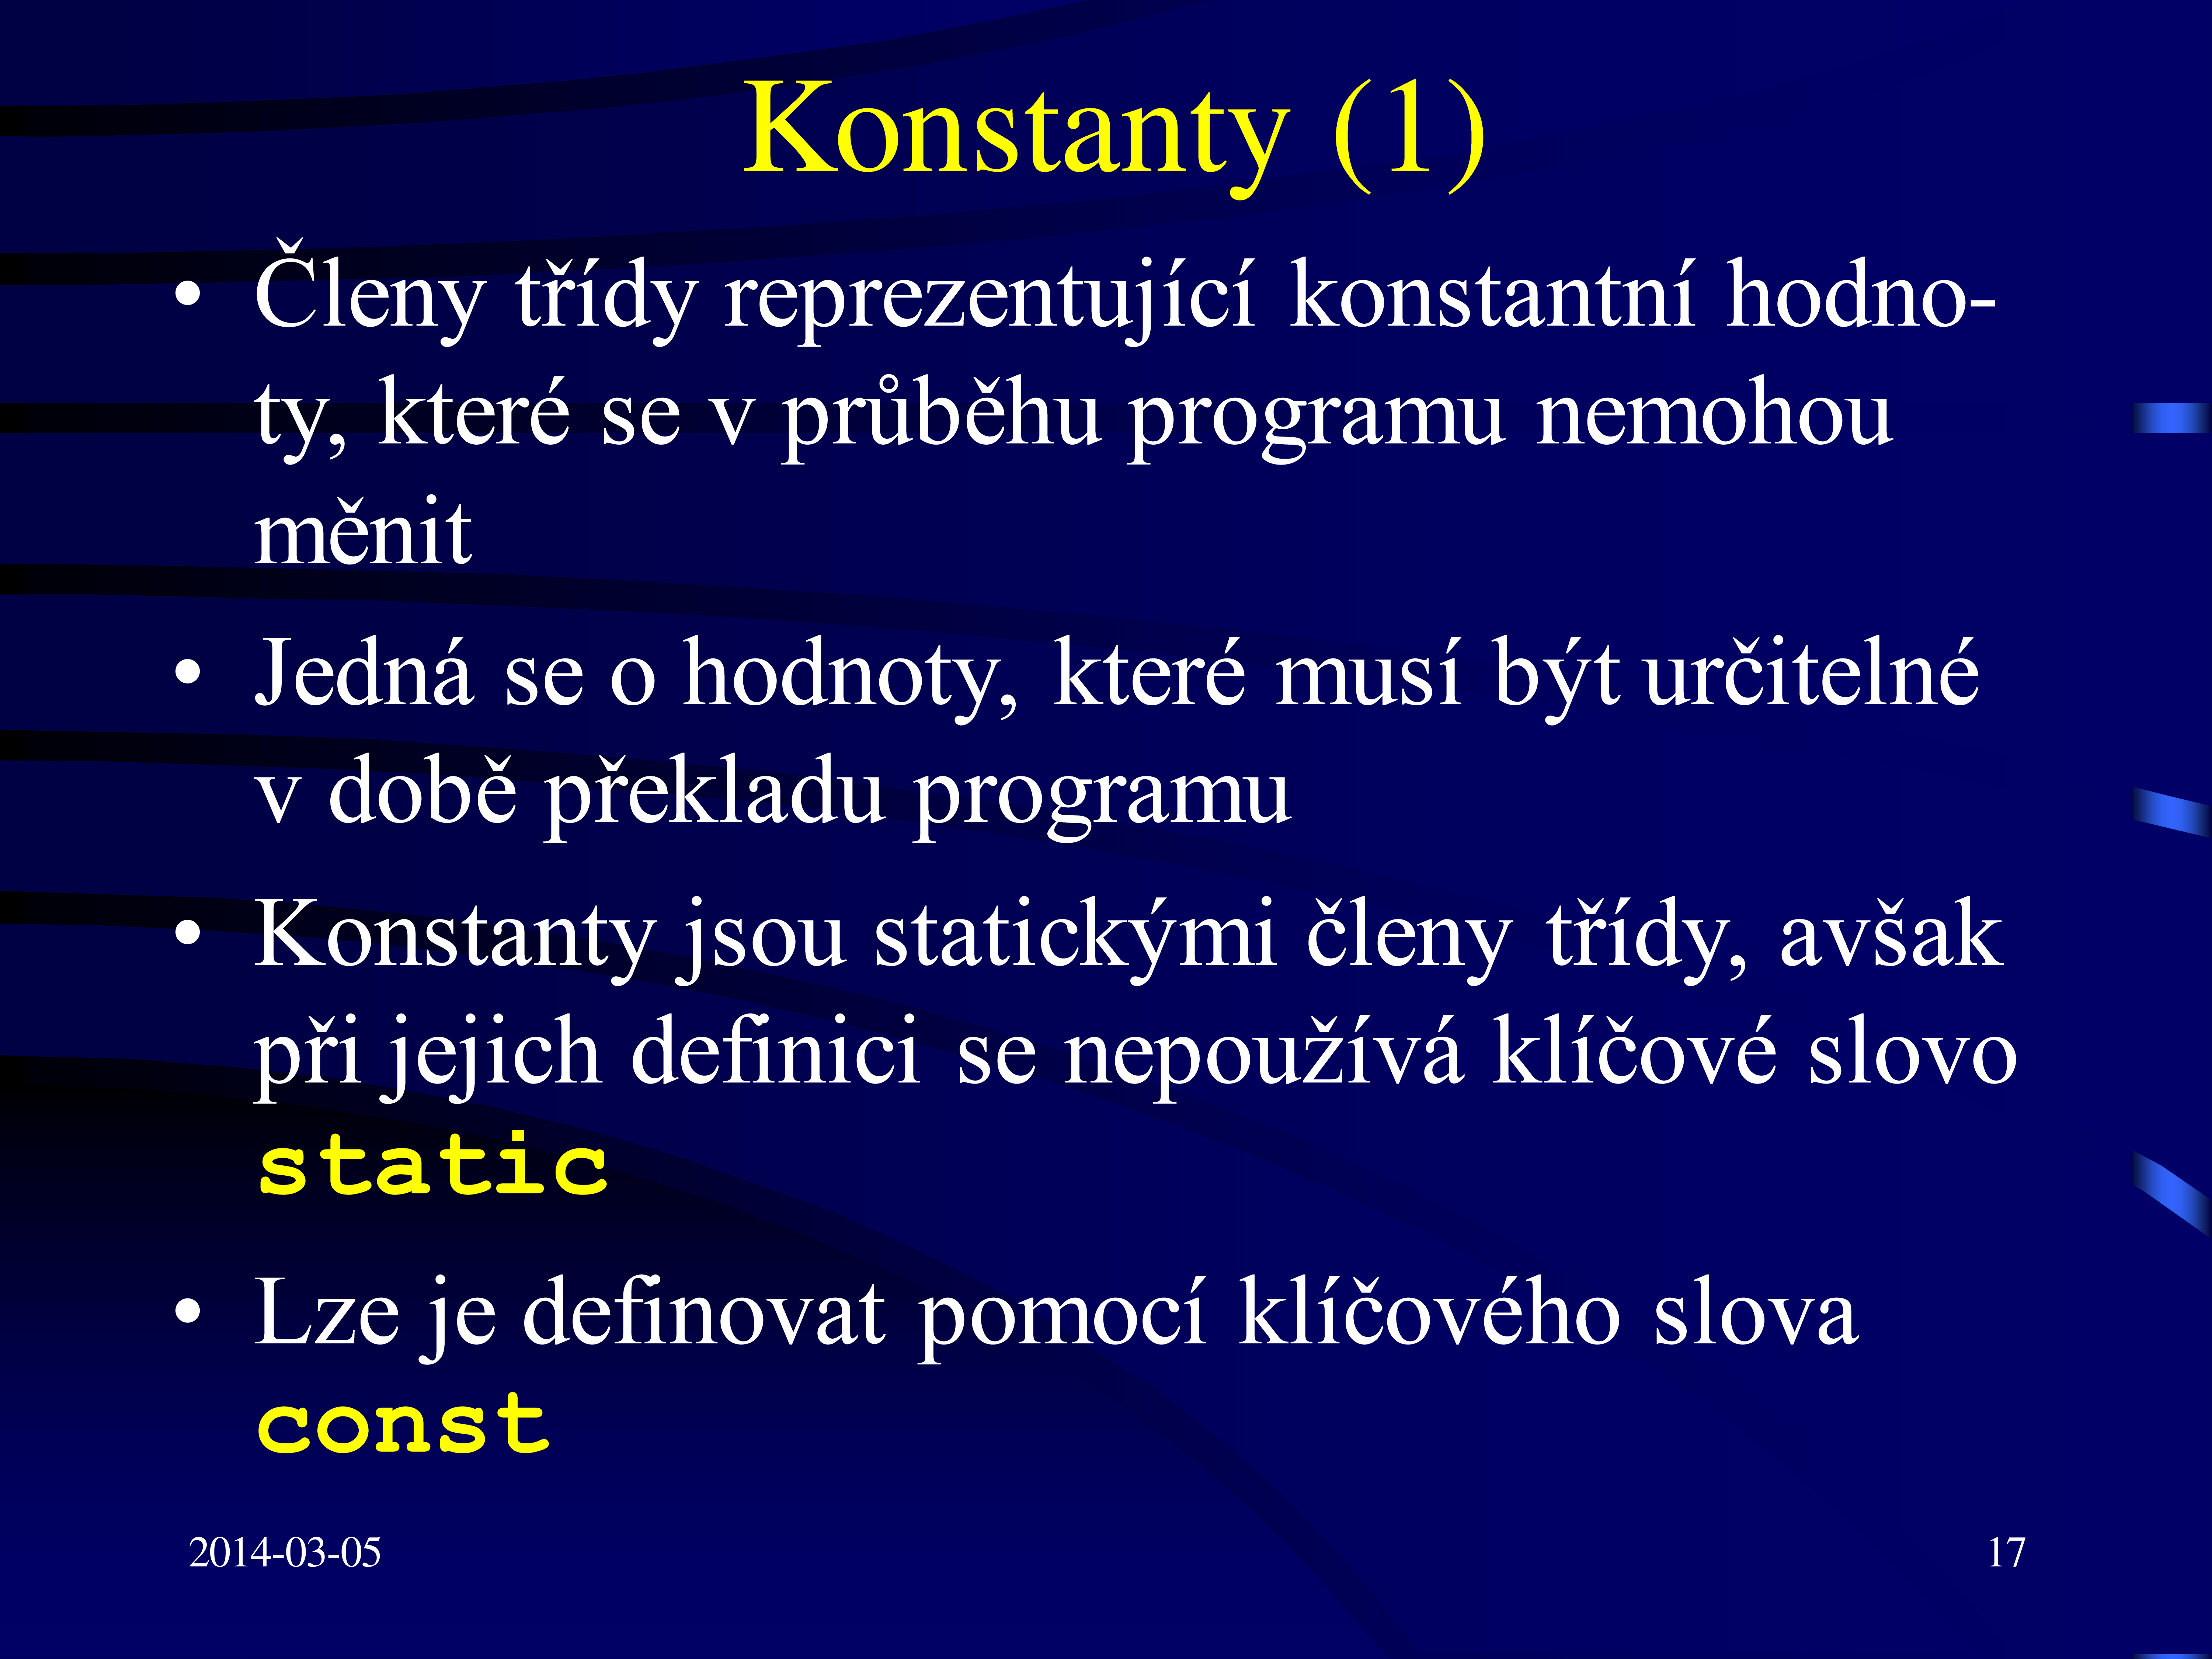 Konstanty (1)
• Členy třídy reprezentující konstantní hodno-
ty, které se v průběhu programu nemohou
měnit
• Jedná se o hodnoty, které musí být určitelné
v době překladu programu
• Konstanty jsou statickými členy třídy, avšak
při jejich definici se nepoužívá klíčové slovo
static
• Lze je definovat pomocí klíčového slova
const
2014-03-05
17